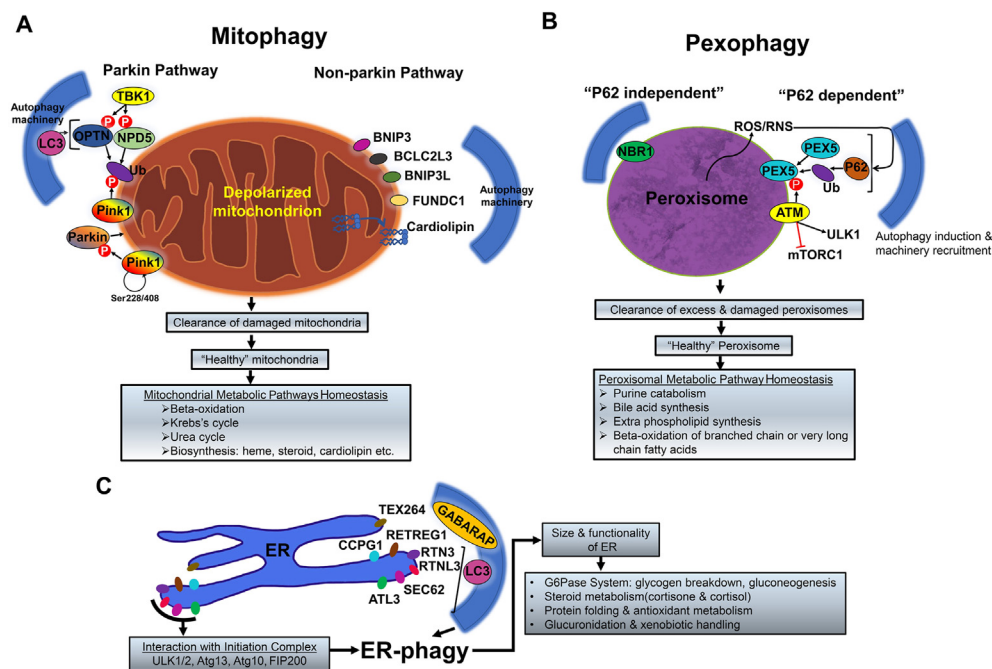 A
Mitophagy
Parkin Pathway
Non-parkin Pathway
TBK1
P
P
Autophagy
machinery
LC3
OPTN
NPD5
Ub
P
Pink1
Parkin
P
Pink1
Ser228/408
Depolarized
mitochondrion
BNIP3
BCLC2L3
BNIP3L
FUNDC1
Cardiolipin
Autophagy
machinery
Clearance of damaged mitochondria
“Healthy” mitochondria
Mitochondrial Metabolic Pathways Homeostasis
➢Beta-oxidation
➢Krebs’s cycle
➢Urea cycle
➢Biosynthesis: heme, steroid, cardiolipin etc.
B
Pexophagy
“P62 independent”
“P62 dependent”
NBR1
ROS/RNS
Peroxisome
PEX5
PEX5
P62
Ub
P
ATM
ULK1
mTORC1
Autophagy induction &
machinery recruitment
Clearance of excess & damaged peroxisomes
“Healthy” Peroxisome
Peroxisomal Metabolic Pathway Homeostasis
➢ Purine catabolism
➢ Bile acid synthesis
➢ Extra phospholipid synthesis
➢ Beta-oxidation of branched chain or very long
chain fatty acids
C
ER
TEX264
GABARAP
CCPG1
RETREG1
RTN3
RTNL3
LC3
SEC62
ATL3
Interaction with Initiation Complex
ULK1/2, Atg13, Atg10, FIP200
ER-phagy
Size & functionality
of ER
• G6Pase System: glycogen breakdown, gluconeogenesis
• Steroid metabolism(cortisone & cortisol)
• Protein folding & antioxidant metabolism
• Glucuronidation & xenobiotic handling